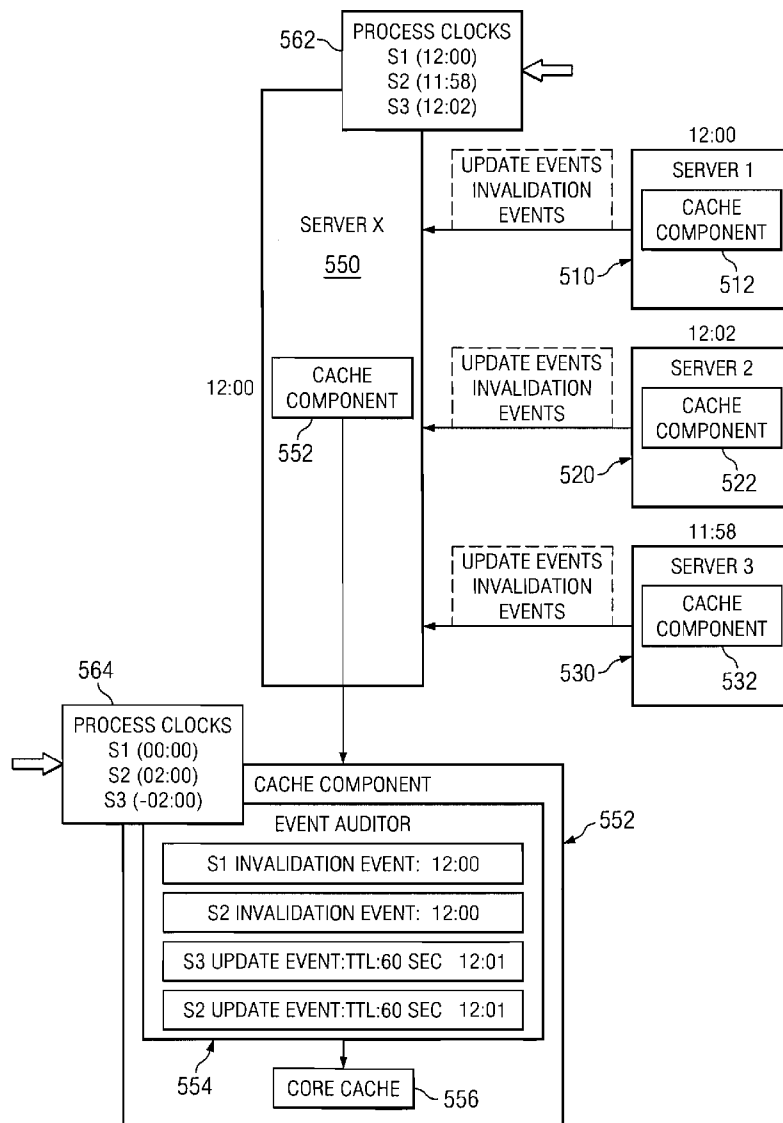 562
PROCESS CLOCKS
S1 (12:00)
S2 (11:58)
S3 (12:02)
SERVER X
550
12:00
CACHE
COMPONENT
552
UPDATE EVENTS
INVALIDATION
EVENTS
12:00
SERVER 1
CACHE
COMPONENT
510
512
UPDATE EVENTS
INVALIDATION
EVENTS
12:02
SERVER 2
CACHE
COMPONENT
520
522
UPDATE EVENTS
INVALIDATION
EVENTS
11:58
SERVER 3
CACHE
COMPONENT
530
532
564
PROCESS CLOCKS
S1 (00:00)
S2 (02:00)
S3 (-02:00)
CACHE COMPONENT
552
EVENT AUDITOR
S1 INVALIDATION EVENT: 12:00
S2 INVALIDATION EVENT: 12:00
S3 UPDATE EVENT:TTL:60 SEC 12:01
S2 UPDATE EVENT:TTL:60 SEC 12:01
554
CORE CACHE
556